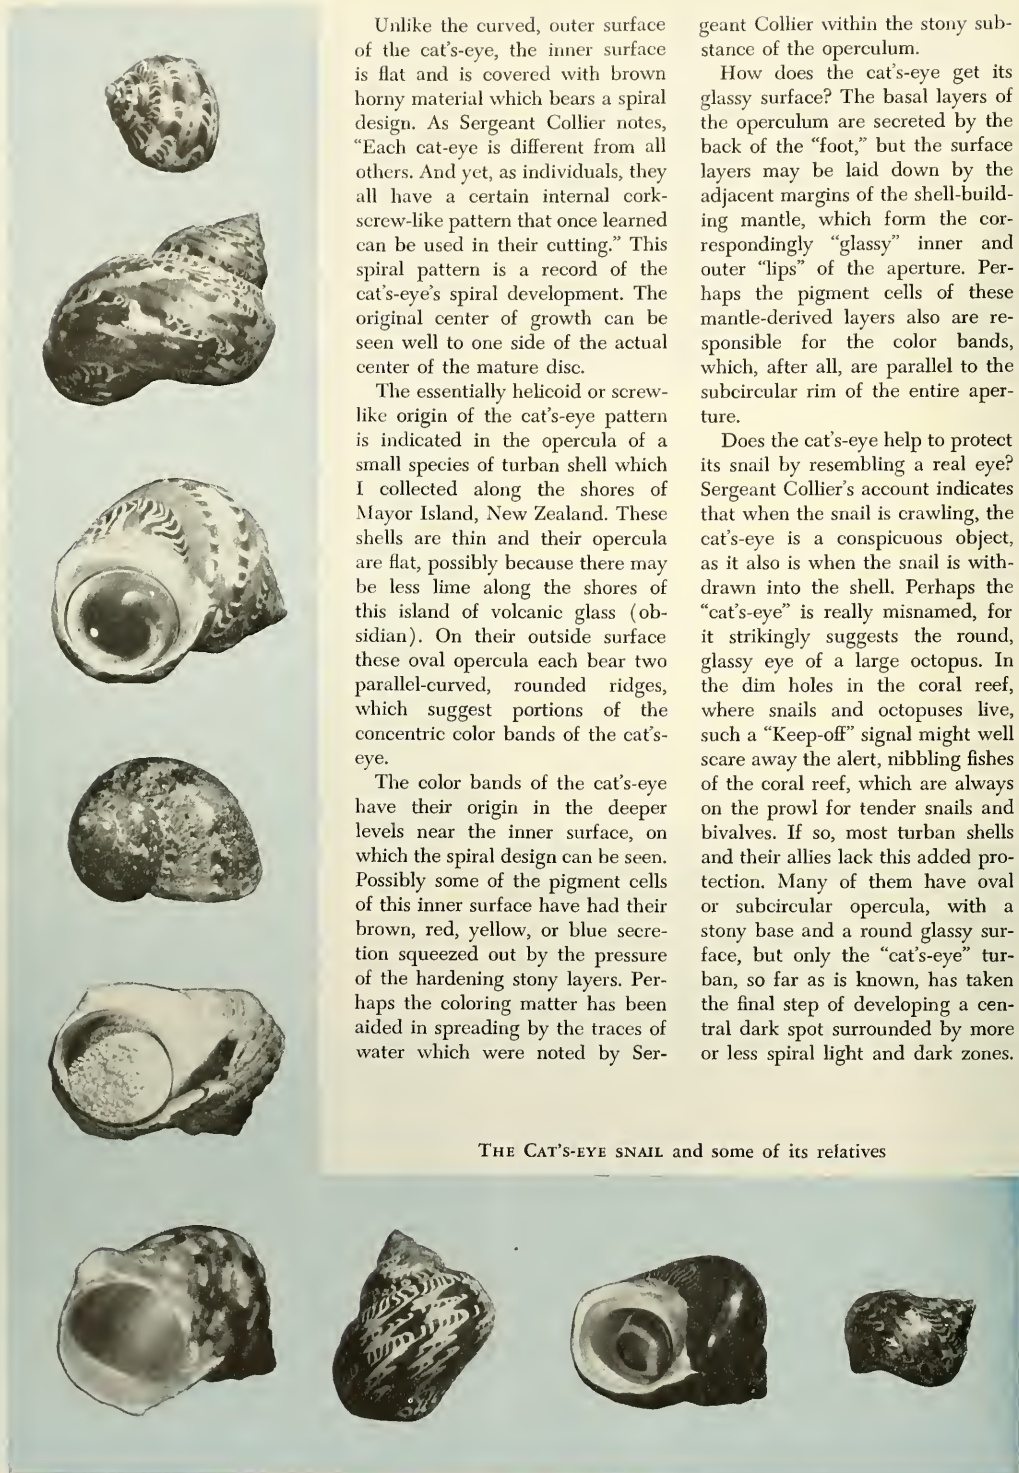 Unlike the curved, outer surface
of the cat's-eye, the inner surface
is flat and is covered with brown
horny material which bears a spiral
design. As Sergeant Collier notes,
“Each cat-eye is different from all
others. And yet, as individuals, they
all have a certain internal cork-
screw-like pattern that once learned
can be used in their cutting.” This
spiral pattern is a record of the
cat's-eye's spiral development. The
original center of growth can be
seen well to one side of the actual
center of the mature disc.
The essentially helicoid or screw-
like origin of the cat's-eye pattern
is indicated in the opercula of a
small species of turban shell which
I collected along the shores of
Mayor Island, New Zealand. These
shells are thin and their opercula
are flat, possibly because there may
be less lime along the shores of
this island of volcanic glass (ob-
sidian). On their outside surface
these oval opercula each bear two
parallel-curved, rounded ridges,
which suggest portions of the
concentric color bands of the cat's-
eye.
The color bands of the cat's-eye
have their origin in the deeper
levels near the inner surface, on
which the spiral design can be seen.
Possibly some of the pigment cells
of this inner surface have had their
brown, red, yellow, or blue secre-
tion squeezed out by the pressure
of the hardening stony layers. Per-
haps the coloring matter has been
aided in spreading by the traces of
water which were noted by Ser-
geant Collier within the stony sub-
stance of the operculum.
How does the cat's-eye get its
glassy surface? The basal layers of
the operculum are secreted by the
back of the “foot,” but the surface
layers may be laid down by the
adjacent margins of the shell-build-
ing mantle, which form the cor-
respondingly “glassy” inner and
outer “lips” of the aperture. Per-
haps the pigment cells of these
mantle-derived layers also are re-
sponsible for the color bands,
which, after all, are parallel to the
subcircular rim of the entire aper-
ture.
Does the cat's-eye help to protect
its snail by resembling a real eye?
Sergeant Collier's account indicates
that when the snail is crawling, the
cat's-eye is a conspicuous object,
as it also is when the snail is with-
drawn into the shell. Perhaps the
“cat's-eye” is really misnamed, for
it strikingly suggests the round,
glassy eye of a large octopus. In
the dim holes in the coral reef,
where snails and octopuses live,
such a “Keep-off” signal might well
scare away the alert, nibbling fishes
of the coral reef, which are always
on the prowl for tender snails and
bivalves. If so, most turban shells
and their allies lack this added pro-
tection. Many of them have oval
or subcircular opercula, with a
stony base and a round glassy sur-
face, but only the “cat's-eye” tur-
ban, so far as is known, has taken
the final step of developing a cen-
tral dark spot surrounded by more
or less spiral light and dark zones.
THE CAT'S-EYE SNAIL and some of its relatives